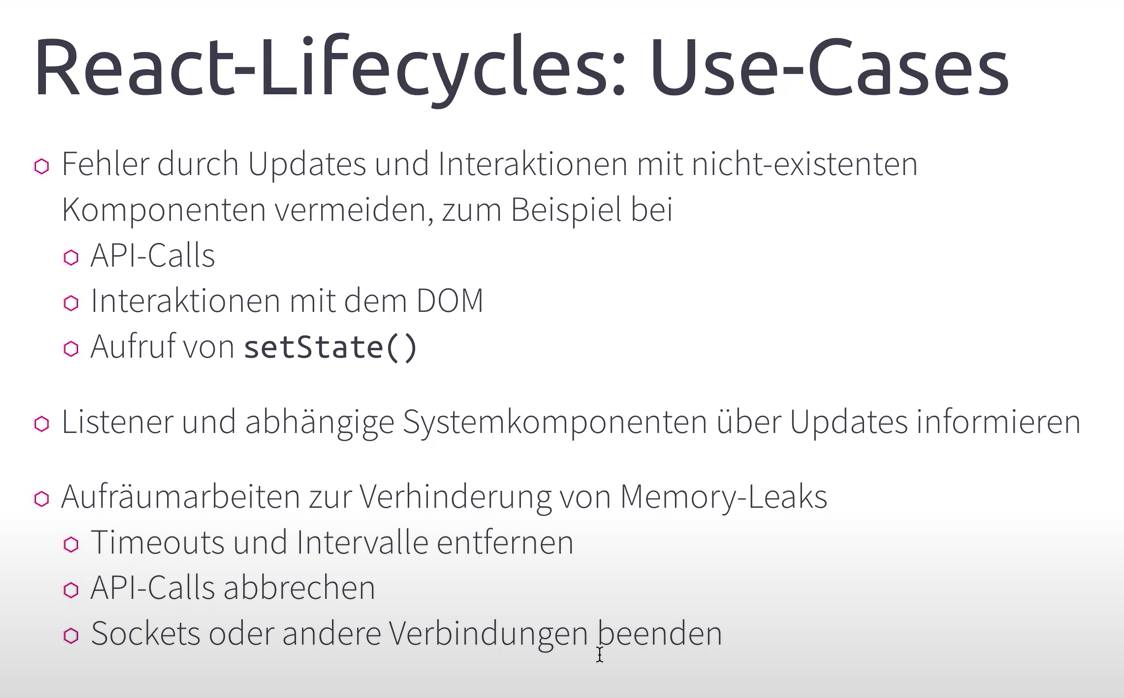 React-Lifecycles: Use-Cases
Fehler durch Updates und Interaktionen mit nicht-existenten
Komponenten vermeiden, zum Beispiel bei
API-Calls
Interaktionen mit dem DOM
Aufruf von setState()
Listener und abhängige Systemkomponenten über Updates informieren
Aufräumarbeiten zur Verhinderung von Memory-Leaks
Timeouts und Intervalle entfernen
API-Calls abbrechen
Sockets oder andere Verbindungen beenden